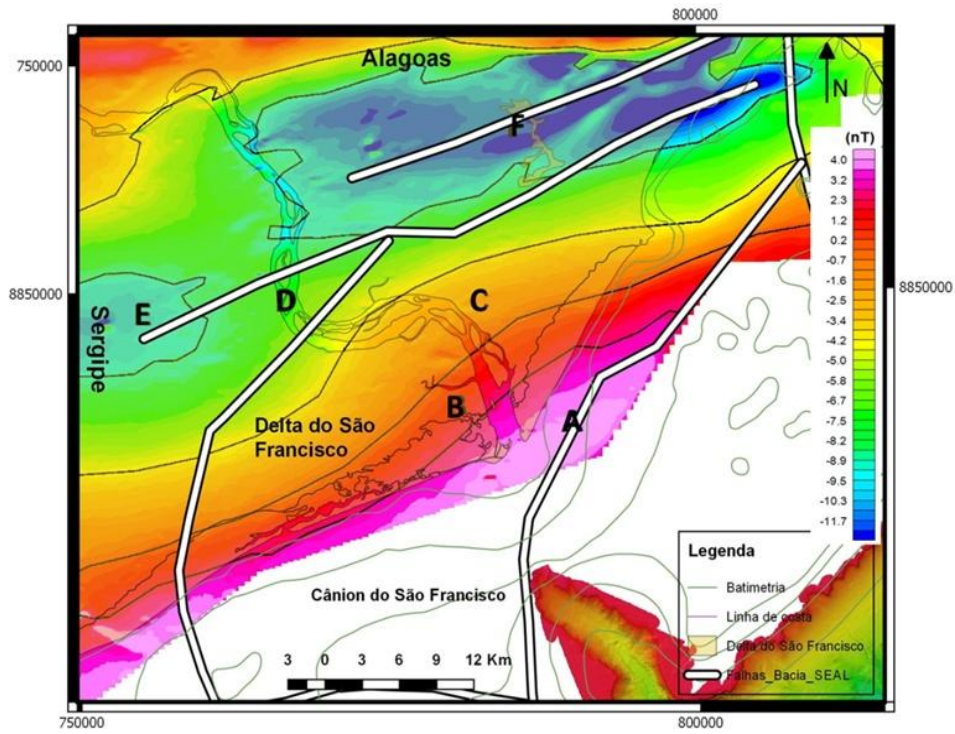 800000
750000
Alagoas
N
(nT)
4.0
3.2
3.2
1.6
0.2
-0.7
-1.6
-2.5
-3.4
-4.0
-5.0
-5.8
-6.7
-7.5
-8.2
-8.9
-9.5
-10.3
-11.7
F
8850000
8850000
E
D
C
Sergipe
B
A
Delta do São
Francisco
Cânion do São Francisco
3 0 3 6 9 12 Km
Legenda
Batimetria
Linha de costa
Delta do São Francisco
Falhas_Bacia_SEAL
750000
800000